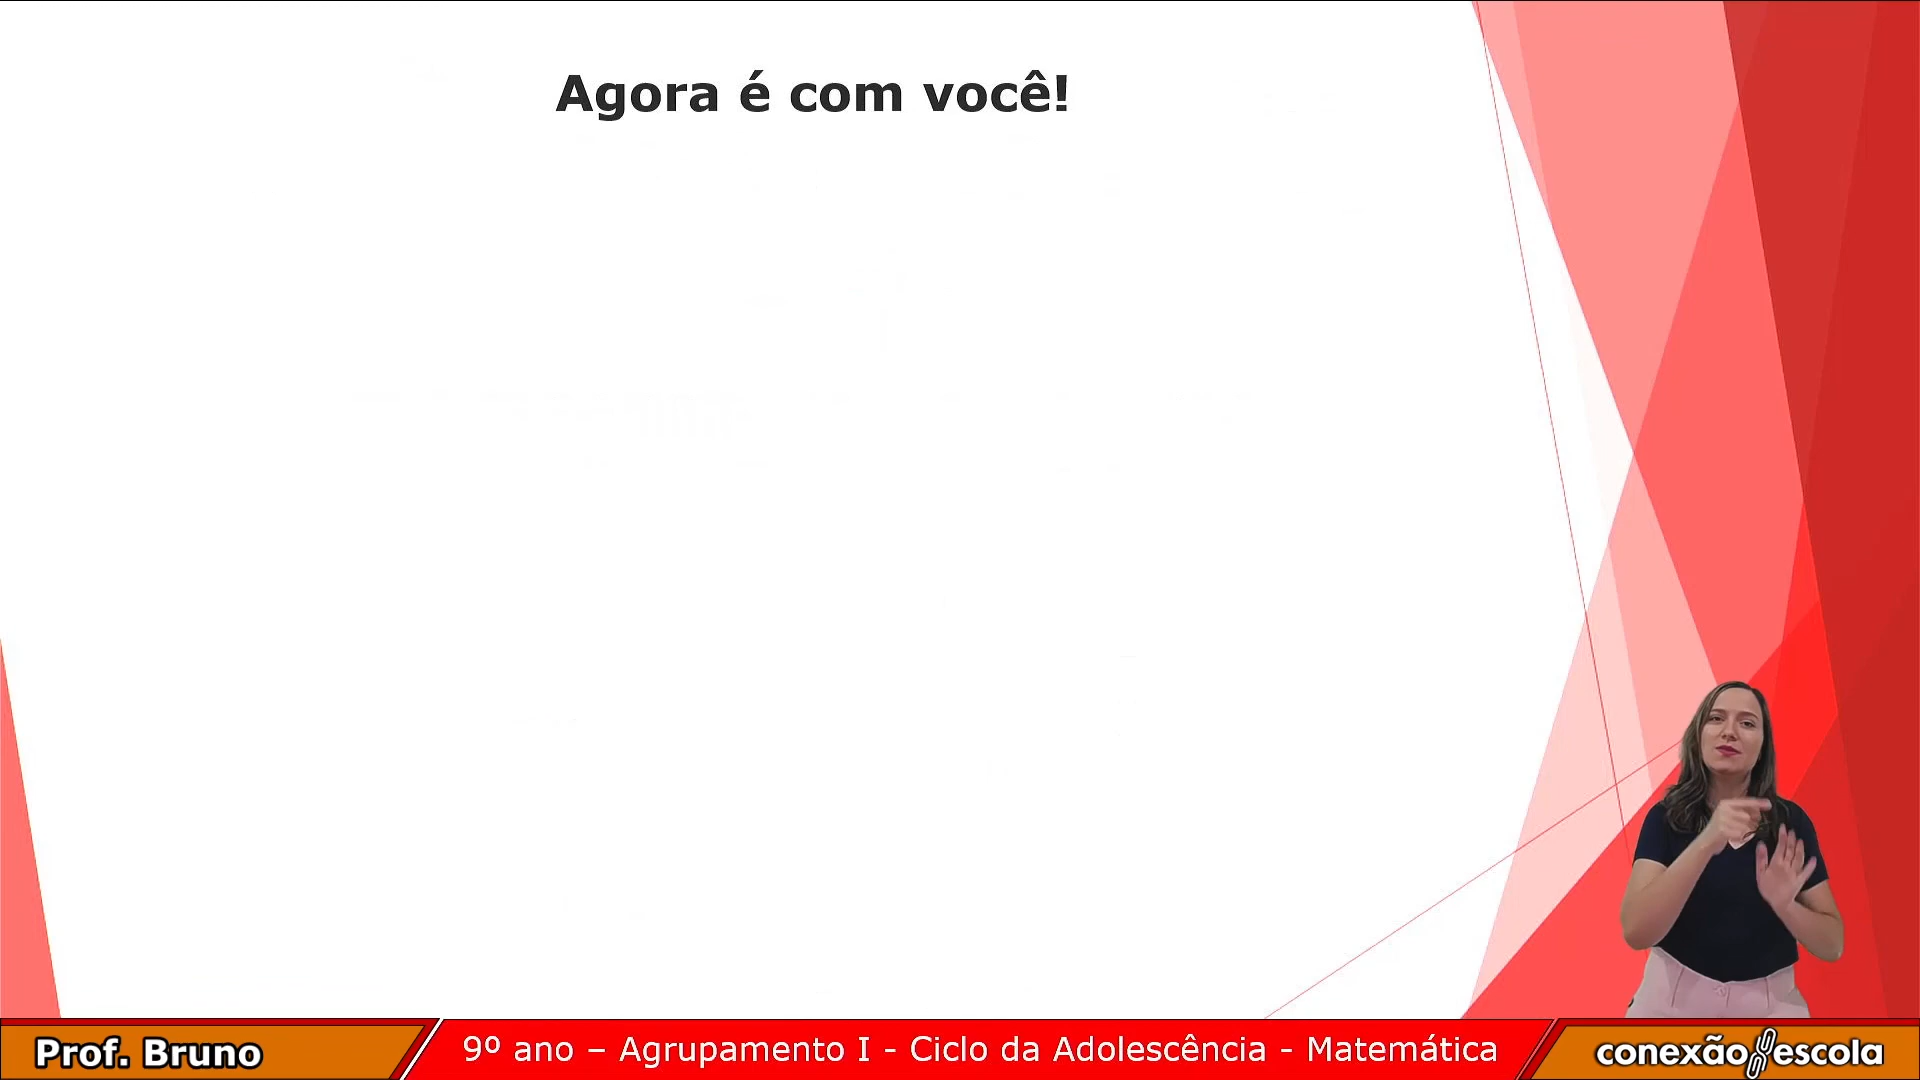 Agora é com você!
Prof. Bruno
9º ano – Agrupamento I - Ciclo da Adolescência - Matemática
conexão escola